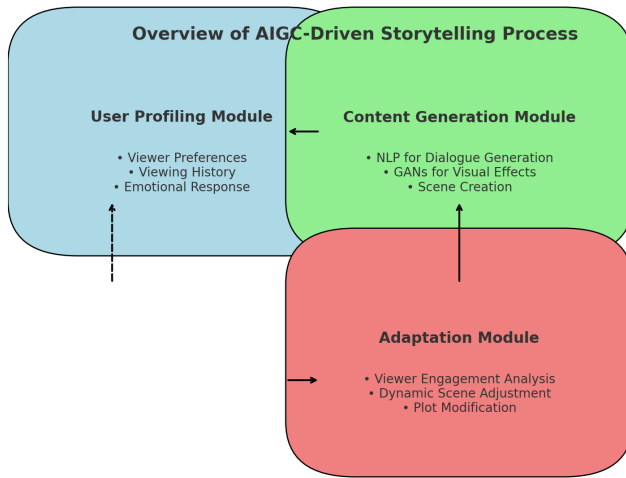 Overview of AIGC-Driven Storytelling Process
User Profiling Module
• Viewer Preferences
• Viewing History
• Emotional Response
Content Generation Module
• NLP for Dialogue Generation
• GANs for Visual Effects
• Scene Creation
Adaptation Module
• Viewer Engagement Analysis
• Dynamic Scene Adjustment
• Plot Modification